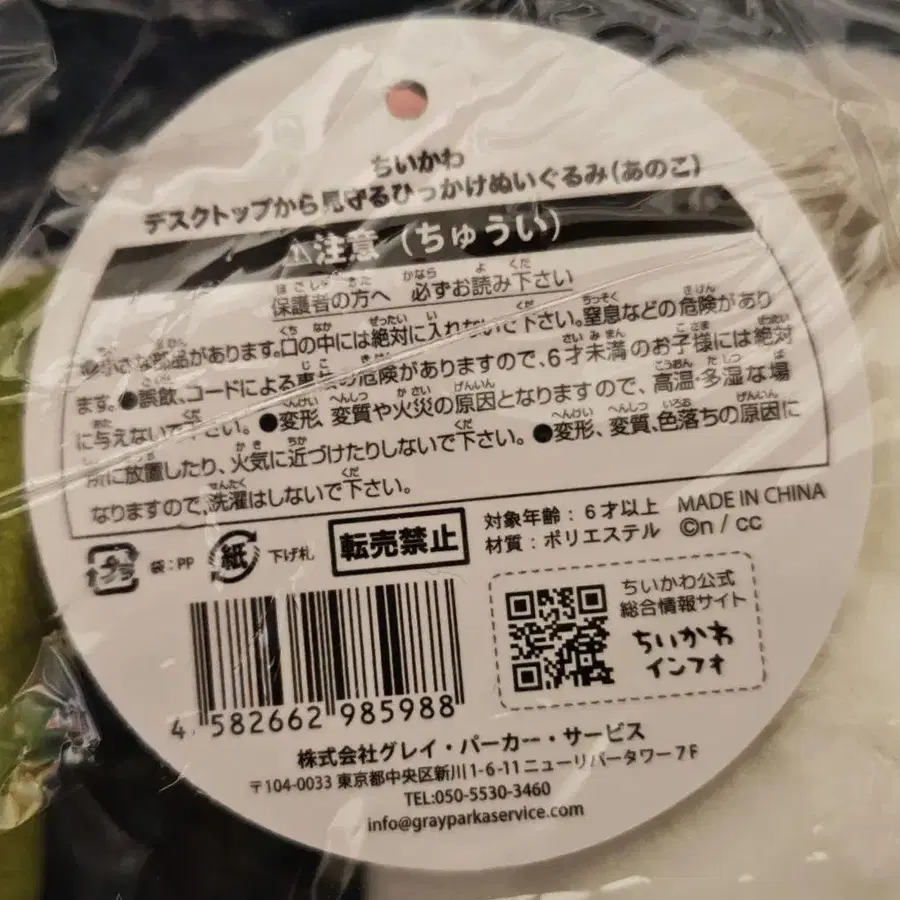 ちいかわ
デスクトップから見守るひっかけぬいぐるみ(あのこ)
⚠注意（ちゅうい）
保護者の方へ 必ずお読み下さい
●小さな部品があります。口の中には絶対に入れないで下さい。窒息などの危険があり
ます。●誤飲、コードによる事故の危険がありますので、6才未満のお子様には絶対
に与えないで下さい。●変形、変質や火災の原因となりますので、高温・多湿な場
所に放置したり、火気に近づけたりしないで下さい。●変形、変質、色落ちの原因に
なりますので、洗濯はしないで下さい。
プラ 袋：PP 紙 下げ札 転売禁止
対象年齢：6才以上 MADE IN CHINA
材質：ポリエステル ©n / cc
ちいかわ公式
総合情報サイト
ちいかわ
インフォ
4 582662 985988
株式会社グレイ・パーカー・サービス
〒104-0033 東京都中央区新川1-6-11 ニューリバータワー7F
TEL:050-5530-3460
info@grayparkaservice.com